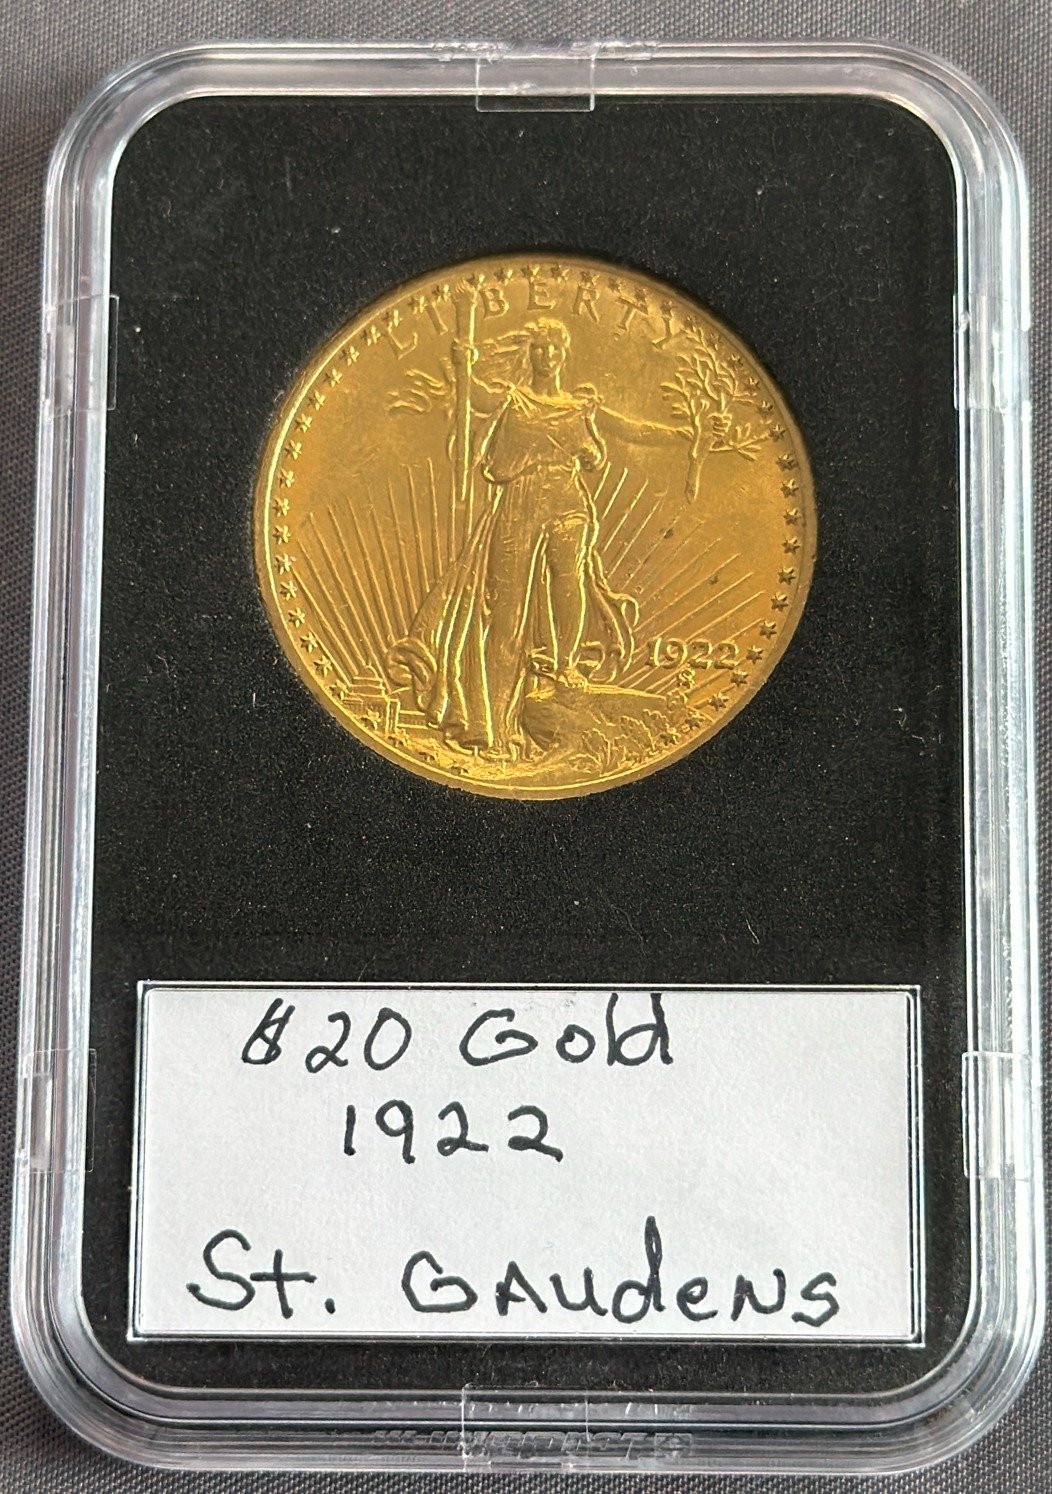 LIBERTY
1922
$20 Gold
1922
St. GAUdeNS